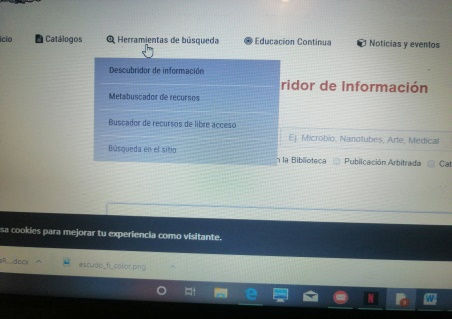 icio Catálogos Herramientas de búsqueda Educacion Continua Noticias y eventos
Descubridor de información
ridor de Información
Metabuscador de recursos
Buscador de recursos de libre acceso
Ej. Microbio, Nanotubes, Arte, Medical
Búsqueda en el sitio
n la Biblioteca Publicación Arbitrada Cat
sa cookies para mejorar tu experiencia como visitante.
.docx escudo_fi_color.png